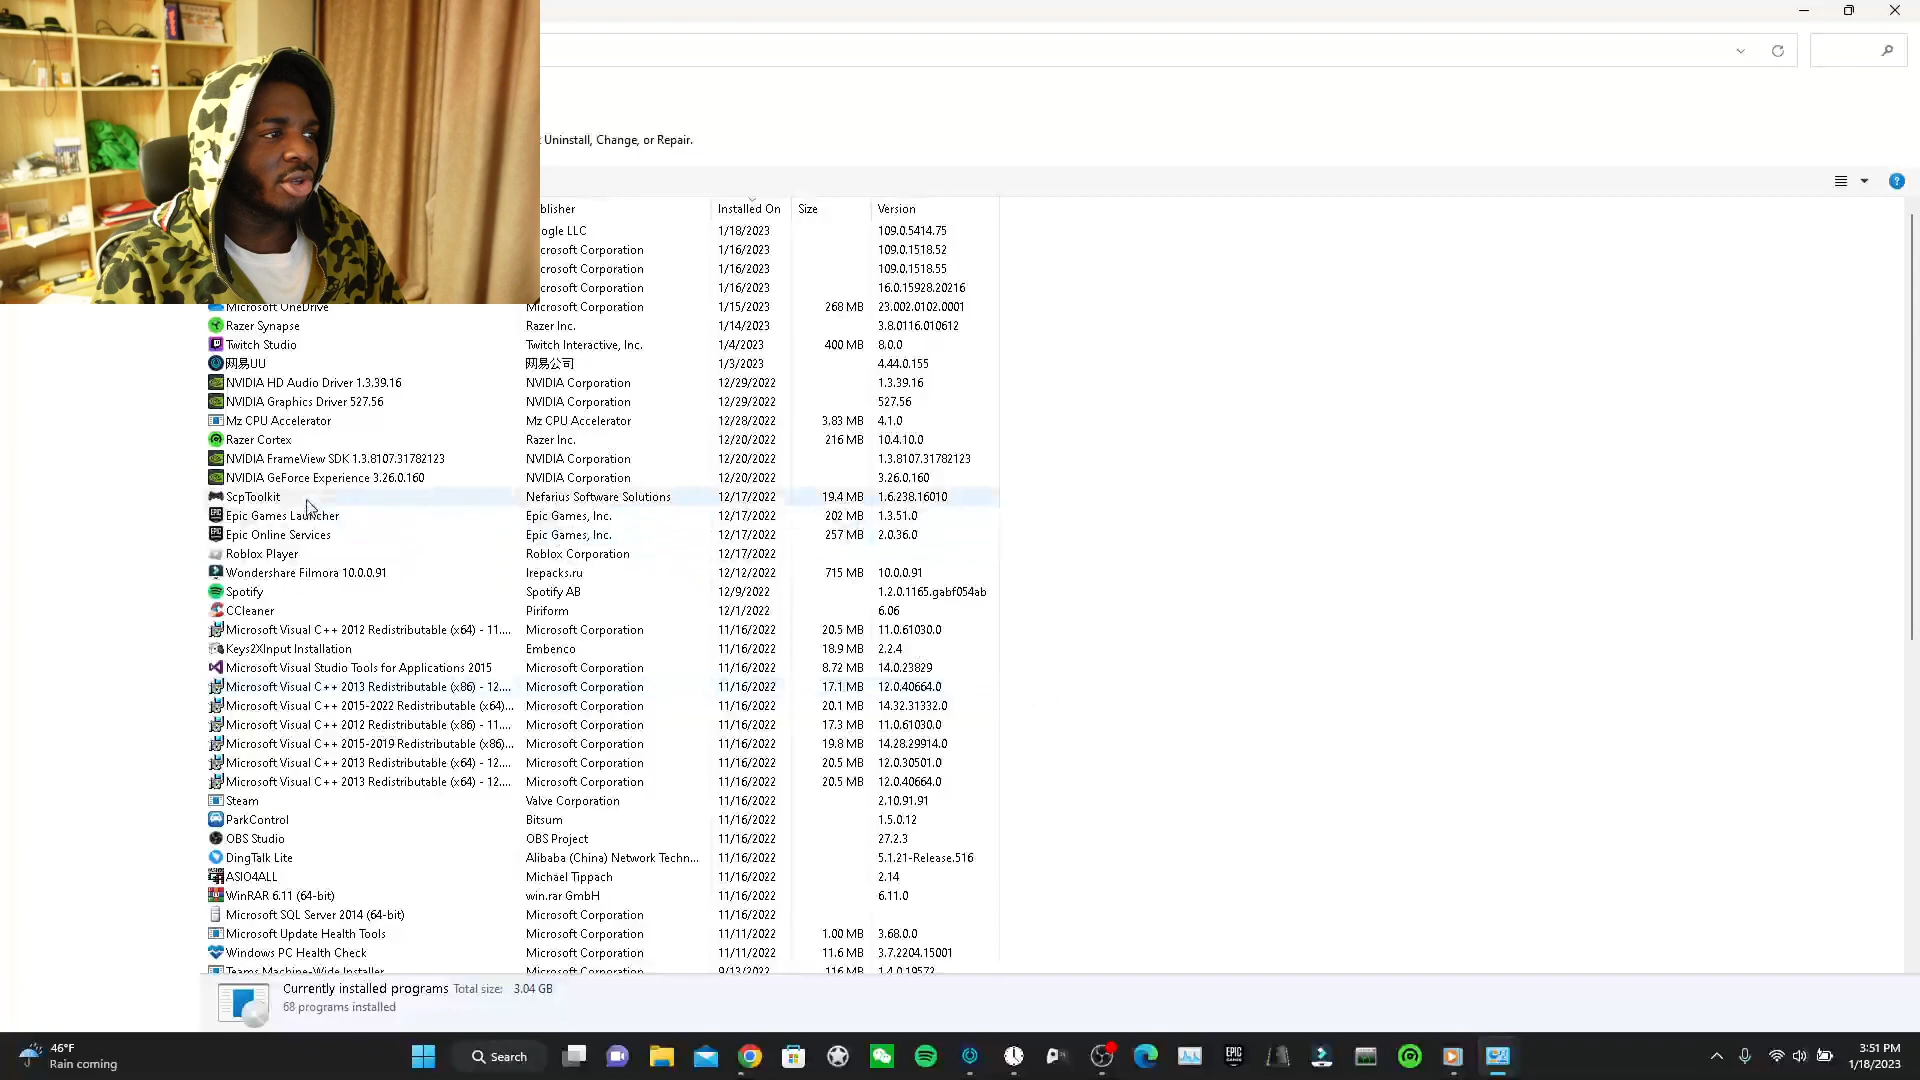 : Uninstall, Change, or Repair.
blisher Installed On Size Version
ogle LLC 1/18/2023 109.0.5414.75
crosoft Corporation 1/16/2023 109.0.1518.52
crosoft Corporation 1/16/2023 109.0.1518.55
crosoft Corporation 1/16/2023 16.0.15928.20216
Microsoft OneDrive Microsoft Corporation 1/15/2023 268 MB 23.002.0102.0001
Razer Synapse Razer Inc. 1/14/2023 3.8.0116.010612
Twitch Studio Twitch Interactive, Inc. 1/4/2023 400 MB 8.0.0
网易UU 网易公司 1/3/2023 4.44.0.155
NVIDIA HD Audio Driver 1.3.39.16 NVIDIA Corporation 12/29/2022 1.3.39.16
NVIDIA Graphics Driver 527.56 NVIDIA Corporation 12/29/2022 527.56
Mz CPU Accelerator Mz CPU Accelerator 12/28/2022 3.83 MB 4.1.0
Razer Cortex Razer Inc. 12/20/2022 216 MB 10.4.10.0
NVIDIA FrameView SDK 1.3.8107.31782123 NVIDIA Corporation 12/20/2022 1.3.8107.31782123
NVIDIA GeForce Experience 3.26.0.160 NVIDIA Corporation 12/20/2022 3.26.0.160
ScpToolkit Nefarius Software Solutions 12/17/2022 19.4 MB 1.6.238.16010
Epic Games Launcher Epic Games, Inc. 12/17/2022 202 MB 1.3.51.0
Epic Online Services Epic Games, Inc. 12/17/2022 257 MB 2.0.36.0
Roblox Player Roblox Corporation 12/17/2022
Wondershare Filmora 10.0.0.91 lrepacks.ru 12/12/2022 715 MB 10.0.0.91
Spotify Spotify AB 12/9/2022 1.2.0.1165.gabf054ab
CCleaner Piriform 12/1/2022 6.06
Microsoft Visual C++ 2012 Redistributable (x64) - 11.... Microsoft Corporation 11/16/2022 20.5 MB 11.0.61030.0
Keys2XInput Installation Embenco 11/16/2022 18.9 MB 2.2.4
Microsoft Visual Studio Tools for Applications 2015 Microsoft Corporation 11/16/2022 8.72 MB 14.0.23829
Microsoft Visual C++ 2013 Redistributable (x86) - 12.... Microsoft Corporation 11/16/2022 17.1 MB 12.0.40664.0
Microsoft Visual C++ 2015-2022 Redistributable (x64)... Microsoft Corporation 11/16/2022 20.1 MB 14.32.31332.0
Microsoft Visual C++ 2012 Redistributable (x86) - 11.... Microsoft Corporation 11/16/2022 17.3 MB 11.0.61030.0
Microsoft Visual C++ 2015-2019 Redistributable (x86)... Microsoft Corporation 11/16/2022 19.8 MB 14.28.29914.0
Microsoft Visual C++ 2013 Redistributable (x64) - 12.... Microsoft Corporation 11/16/2022 20.5 MB 12.0.30501.0
Microsoft Visual C++ 2013 Redistributable (x64) - 12.... Microsoft Corporation 11/16/2022 20.5 MB 12.0.40664.0
Steam Valve Corporation 11/16/2022 2.10.91.91
ParkControl Bitsum 11/16/2022 1.5.0.12
OBS Studio OBS Project 11/16/2022 27.2.3
DingTalk Lite Alibaba (China) Network Techn... 11/16/2022 5.1.21-Release.516
ASIO4ALL Michael Tippach 11/16/2022 2.14
WinRAR 6.11 (64-bit) win.rar GmbH 11/16/2022 6.11.0
Microsoft SQL Server 2014 (64-bit) Microsoft Corporation 11/16/2022
Microsoft Update Health Tools Microsoft Corporation 11/11/2022 1.00 MB 3.68.0.0
Windows PC Health Check Microsoft Corporation 11/11/2022 11.6 MB 3.7.2204.15001
Teams Machine-Wide Installer Microsoft Corporation 9/13/2022 116 MB 1.4.0.19572
Currently installed programs Total size: 3.04 GB
68 programs installed
46°F
Rain coming
Search
EPIC
3:51 PM
1/18/2023